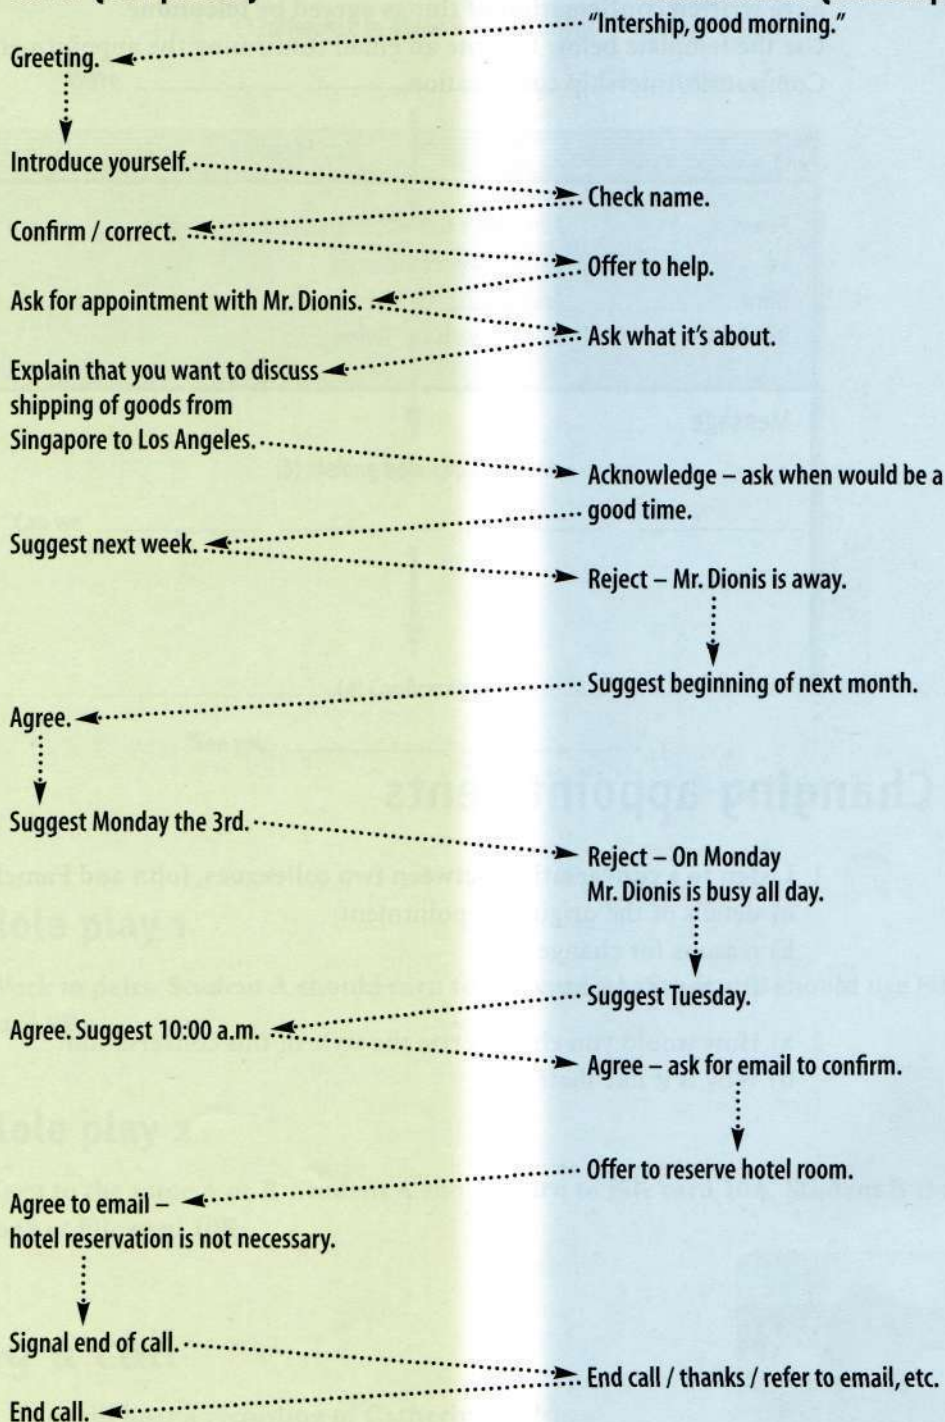 "Intership, good morning."
Greeting.
Introduce yourself.
Check name.
Confirm / correct.
Offer to help.
Ask for appointment with Mr. Dionis.
Ask what it's about.
Explain that you want to discuss
shipping of goods from
Singapore to Los Angeles.
Acknowledge – ask when would be a
good time.
Suggest next week.
Reject – Mr. Dionis is away.
Suggest beginning of next month.
Agree.
Suggest Monday the 3rd.
Reject – On Monday
Mr. Dionis is busy all day.
Suggest Tuesday.
Agree. Suggest 10:00 a.m.
Agree – ask for email to confirm.
Offer to reserve hotel room.
Agree to email –
hotel reservation is not necessary.
Signal end of call.
End call / thanks / refer to email, etc.
End call.